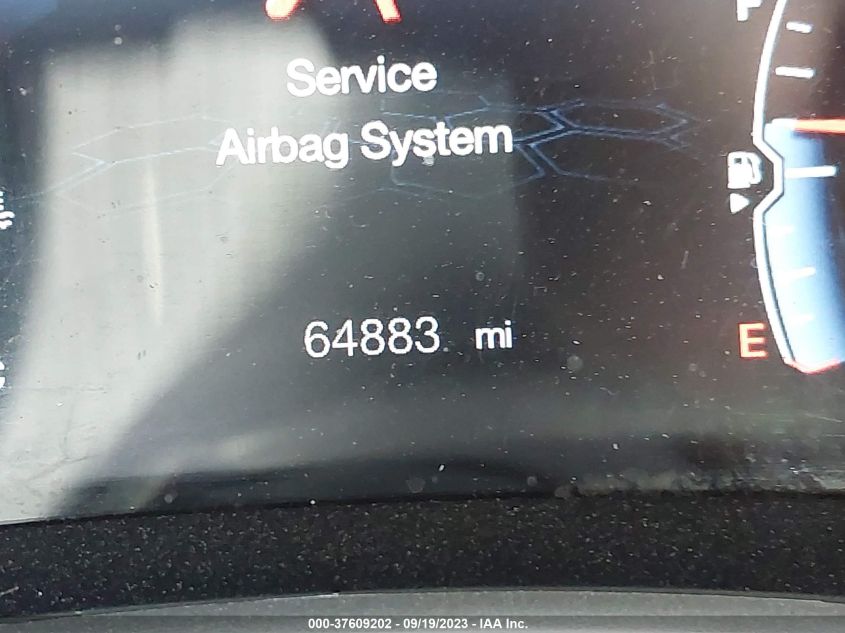 F
Service
Airbag System
64883 mi
E
000-37609202 - 09/19/2023 - IAA Inc.